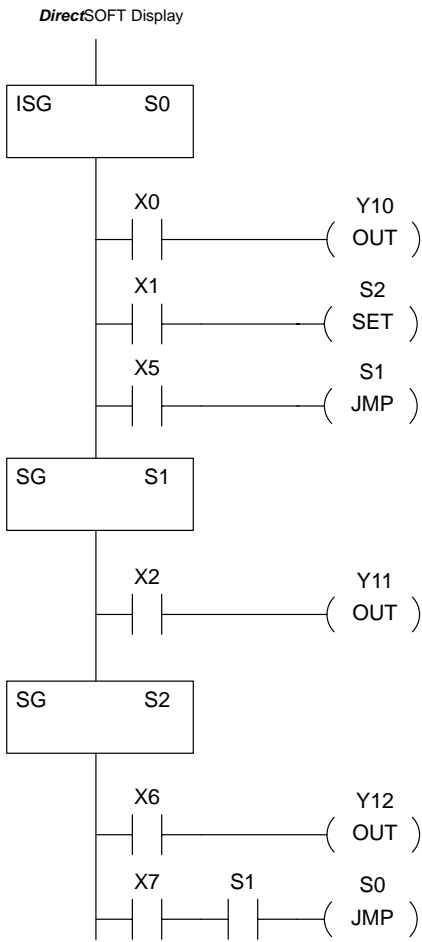 DirectSOFT Display
ISG S0
X0 Y10
OUT
X1 S2
SET
X5 S1
JMP
SG S1
X2 Y11
OUT
SG S2
X6 Y12
OUT
X7 S1 S0
JMP